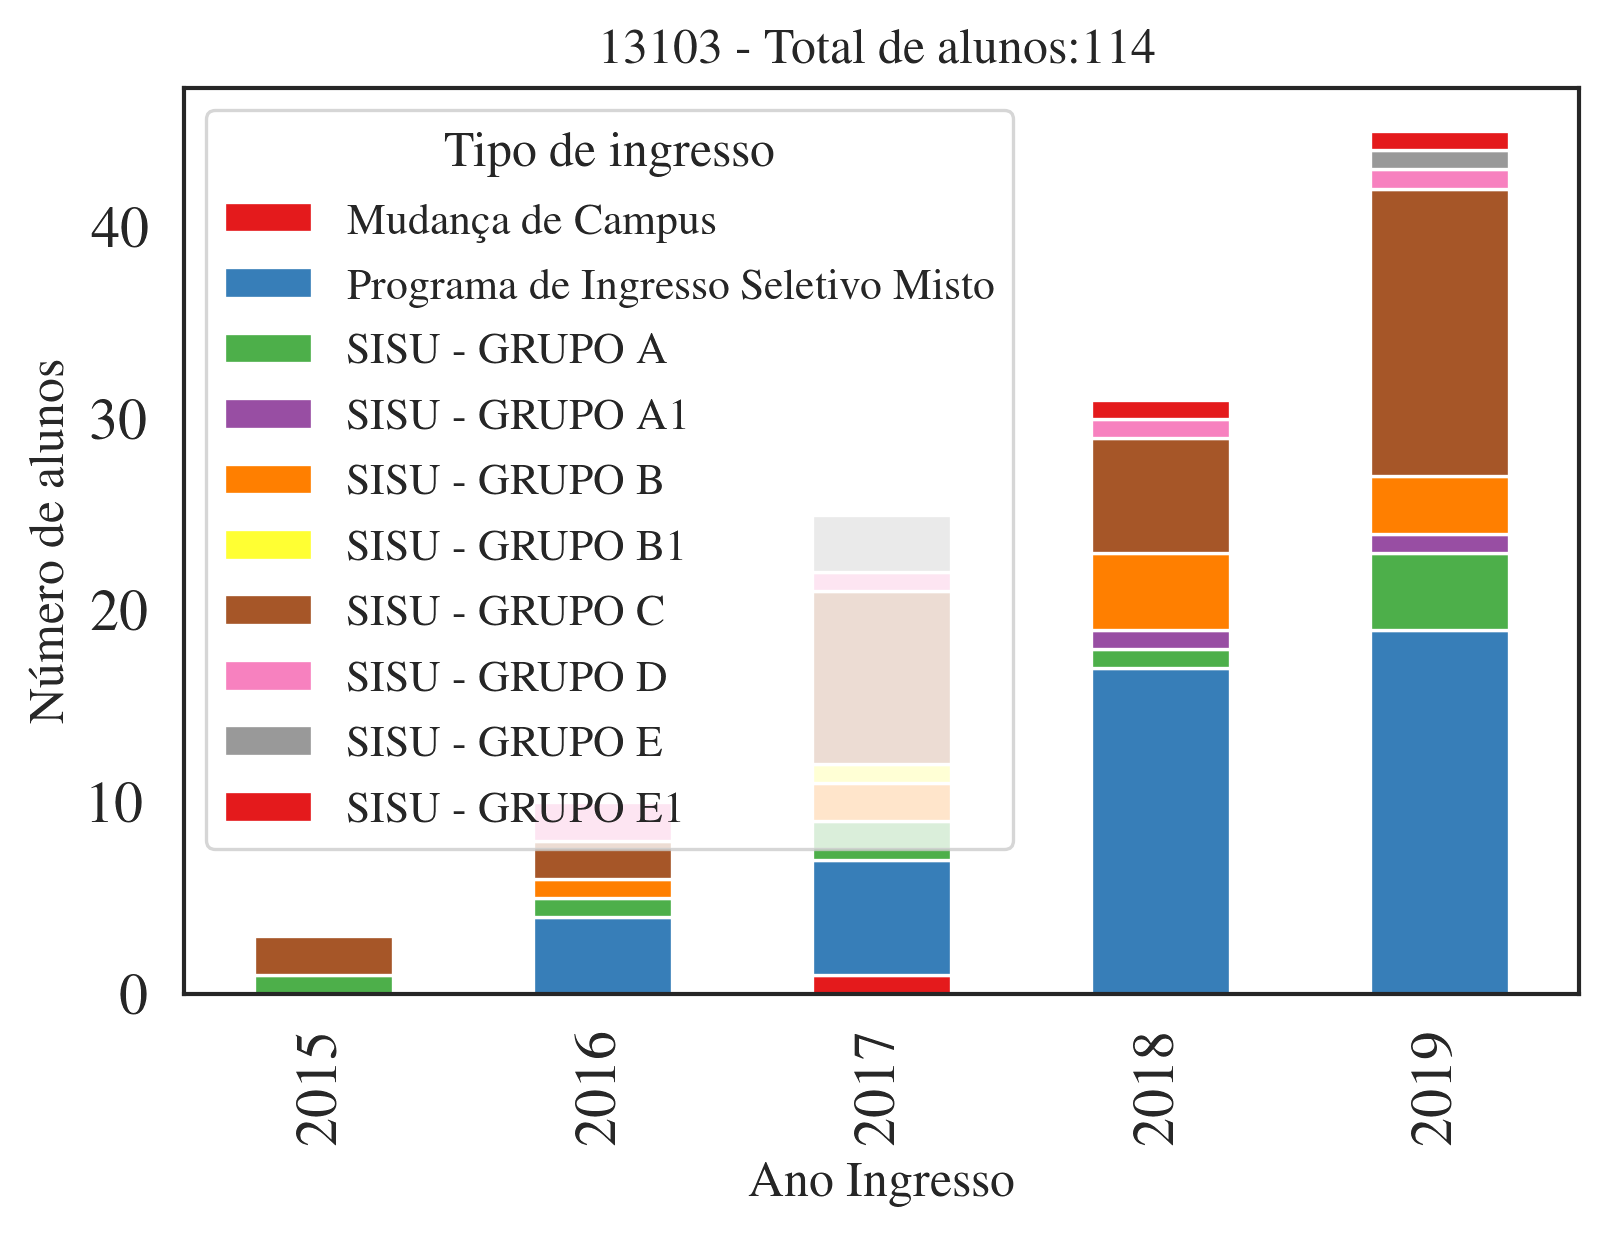 13103 - Total de alunos:114
Tipo de ingresso
Mudança de Campus
Programa de Ingresso Seletivo Misto
SISU - GRUPO A
SISU - GRUPO A1
SISU - GRUPO B
SISU - GRUPO B1
SISU - GRUPO C
SISU - GRUPO D
SISU - GRUPO E
SISU - GRUPO E1
Número de alunos
40
30
20
10
0
2015
2016
2017
2018
2019
Ano Ingresso